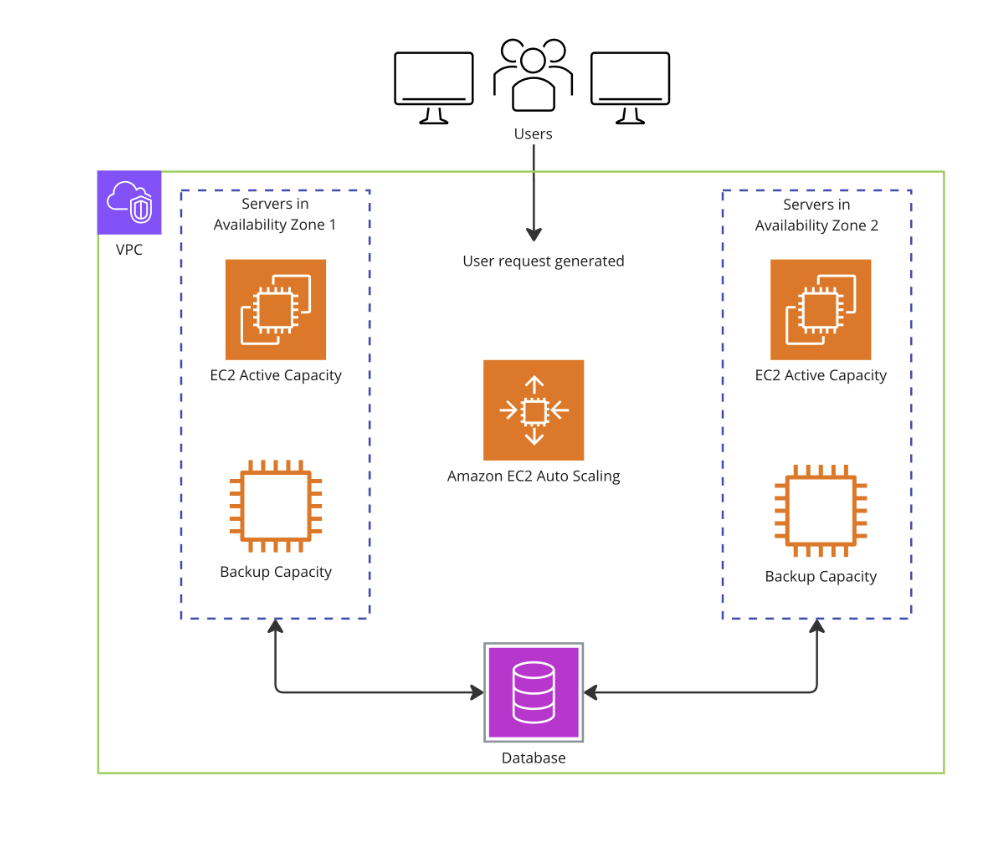 Users
VPC
Servers in
Availability Zone 1
EC2 Active Capacity
Backup Capacity
User request generated
Amazon EC2 Auto Scaling
Servers in
Availability Zone 2
EC2 Active Capacity
Backup Capacity
Database